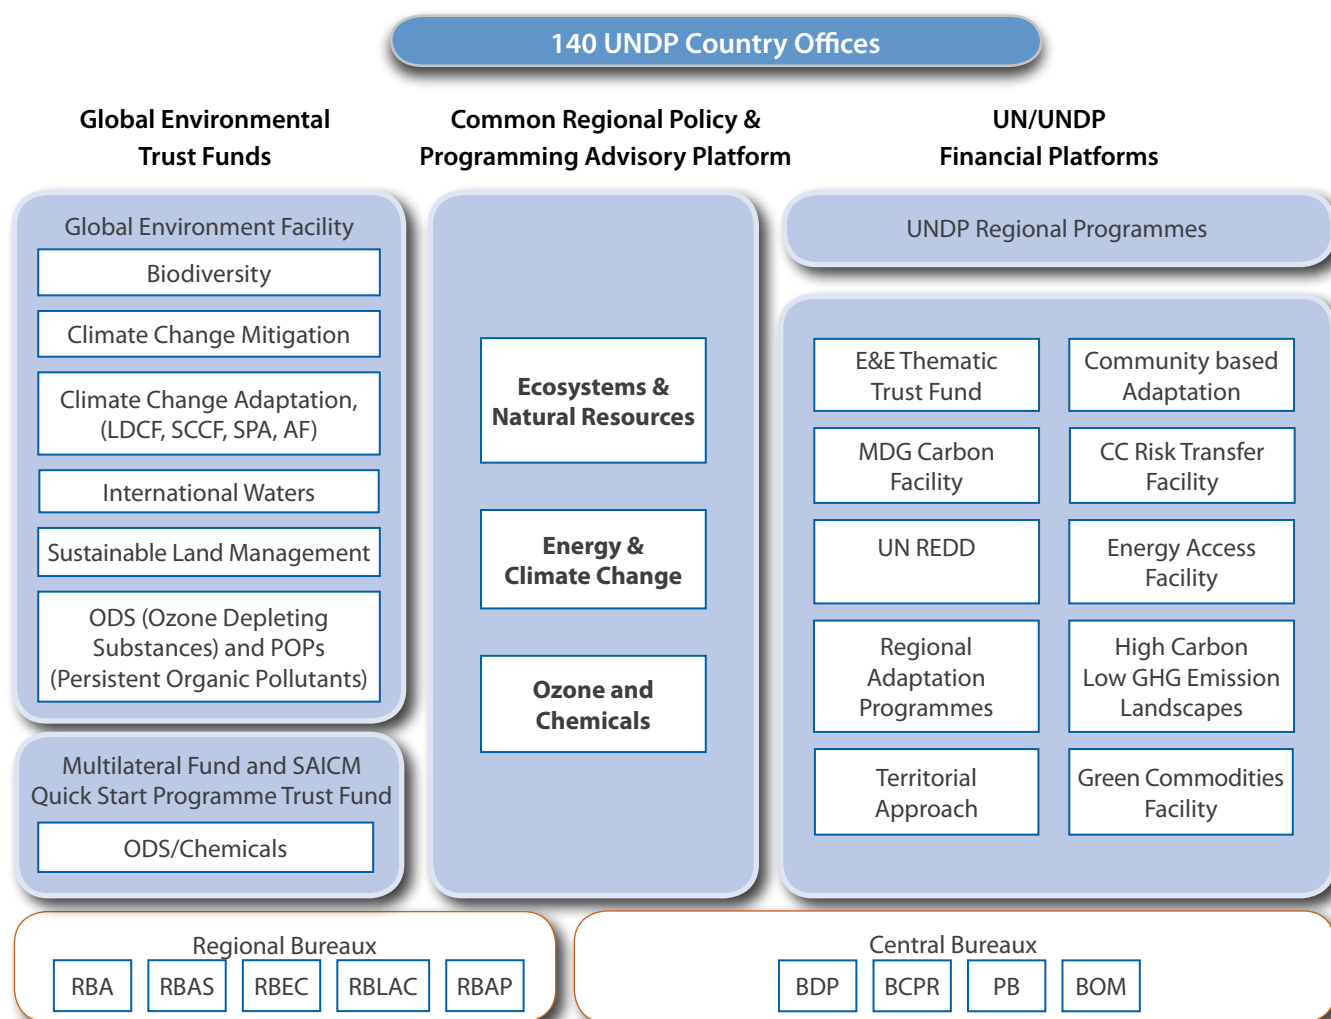 140 UNDP Country Offices
Global Environmental
Trust Funds
Common Regional Policy &
Programming Advisory Platform
UN/UNDP
Financial Platforms
Global Environment Facility
Biodiversity
Climate Change Mitigation
Climate Change Adaptation,
(LDCF, SCCF, SPA, AF)
International Waters
Sustainable Land Management
ODS (Ozone Depleting
Substances) and POPs
(Persistent Organic Pollutants)
Multilateral Fund and SAICM
Quick Start Programme Trust Fund
ODS/Chemicals
Ecosystems &
Natural Resources
Energy &
Climate Change
Ozone and
Chemicals
UNDP Regional Programmes
E&E Thematic
Trust Fund
Community based
Adaptation
MDG Carbon
Facility
CC Risk Transfer
Facility
UN REDD
Energy Access
Facility
Regional
Adaptation
Programmes
High Carbon
Low GHG Emission
Landscapes
Territorial
Approach
Green Commodities
Facility
Regional Bureaux
RBA
RBAS
RBEC
RBLAC
RBAP
Central Bureaux
BDP
BCPR
PB
BOM